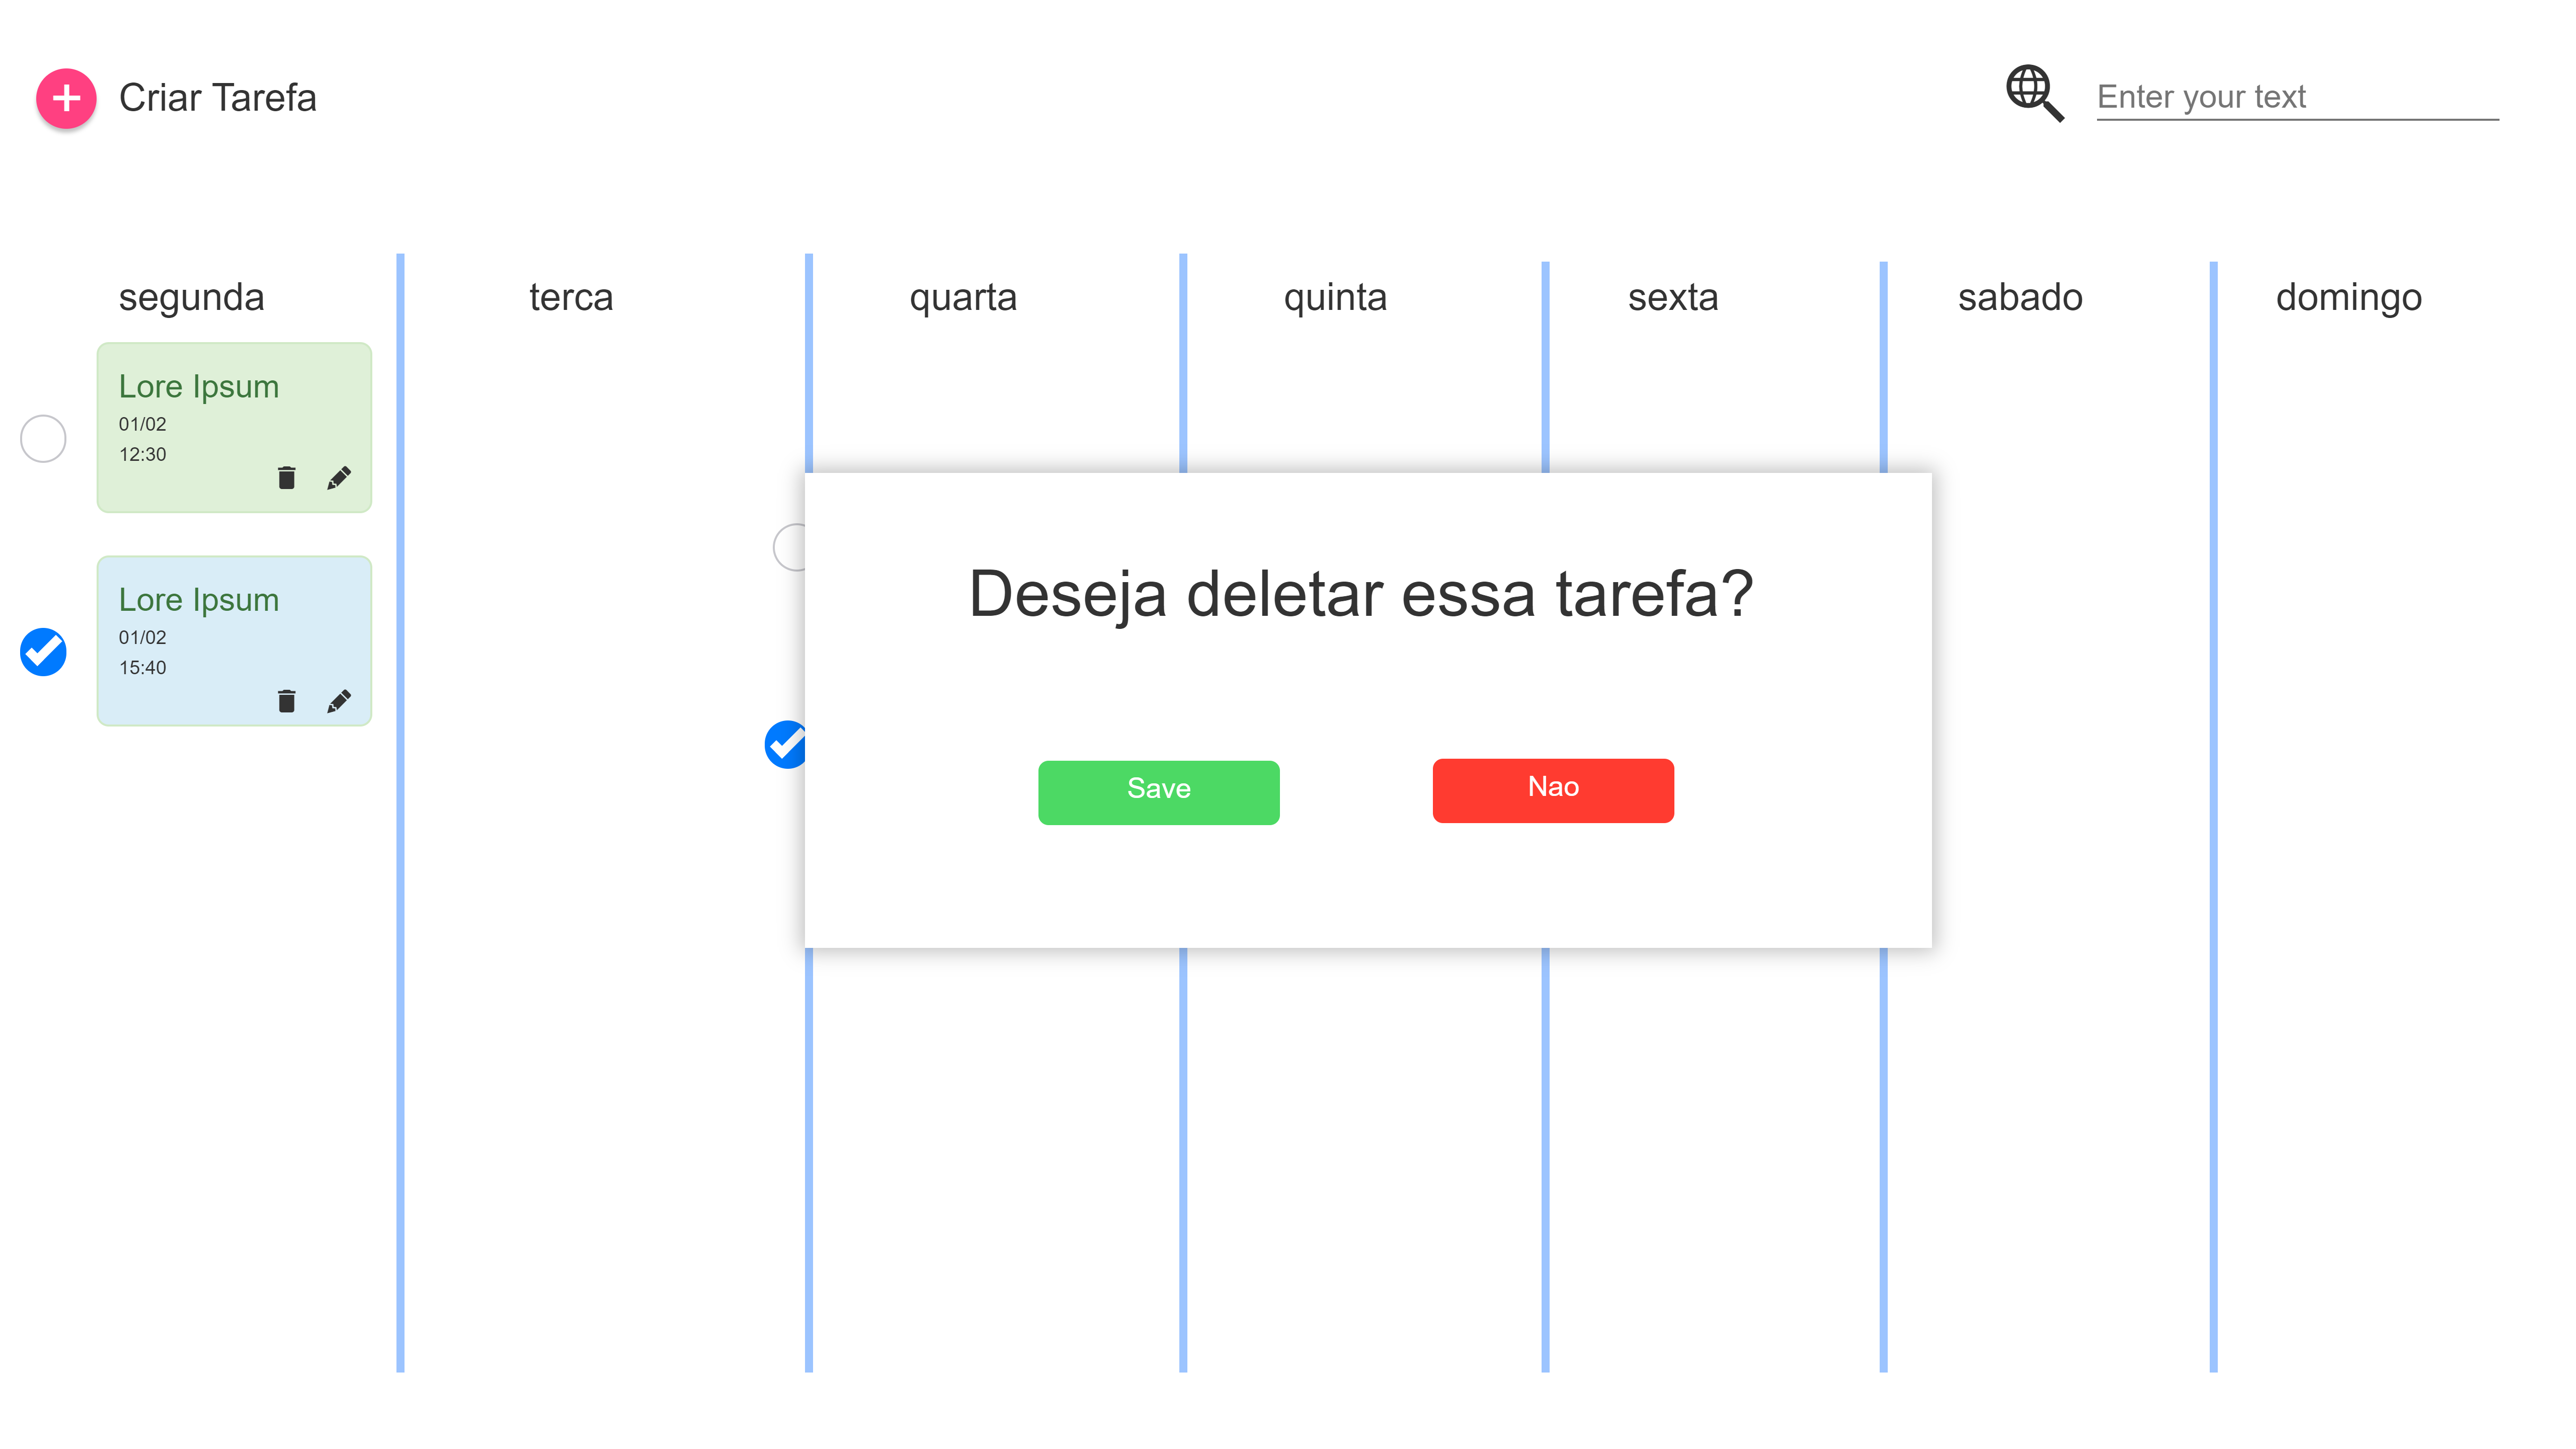 Criar Tarefa
Enter your text
segunda
terca
quarta
quinta
sexta
sabado
domingo
Lore Ipsum
01/02
12:30
Lore Ipsum
01/02
15:40
Deseja deletar essa tarefa?
Save
Nao